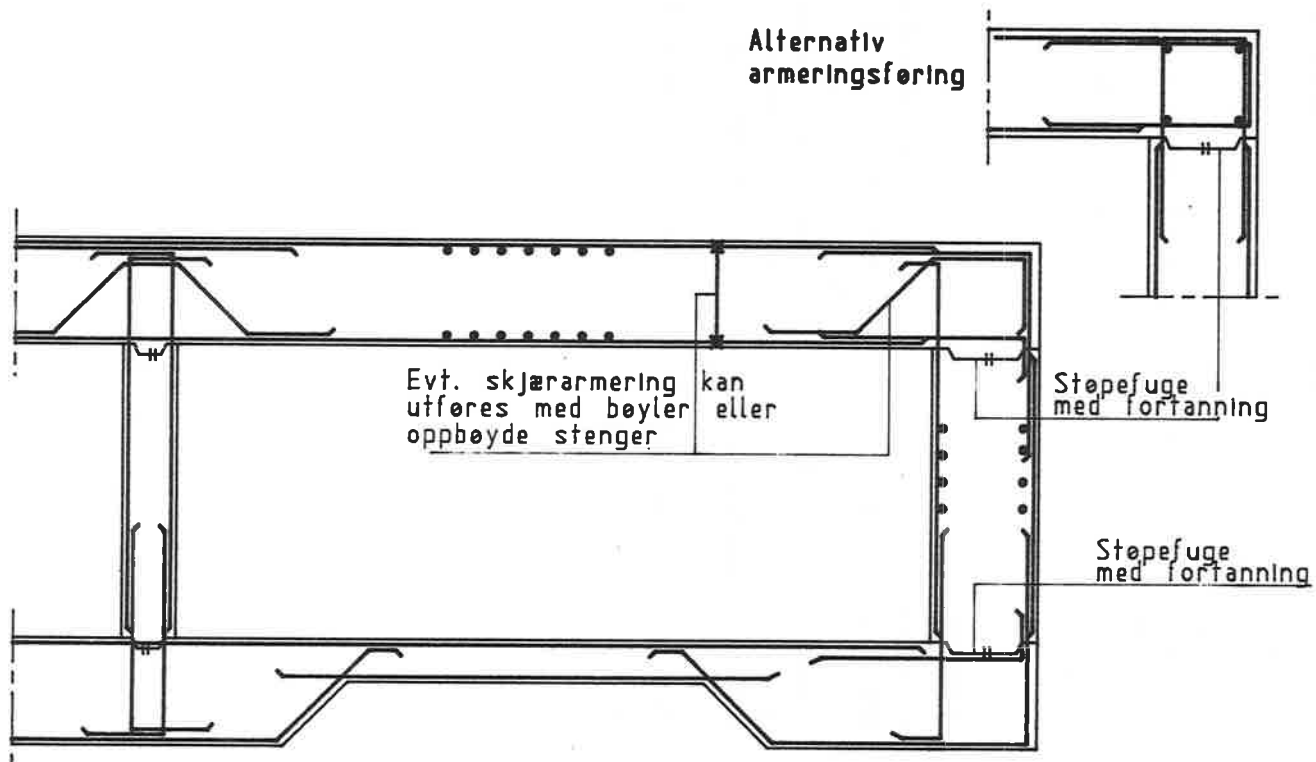 Alternativ
armeringsføring
Evt. skjærarmering kan
utføres med bøyler eller
oppbøyde stenger
Støpefuge
med fortanning
Støpefuge
med fortanning